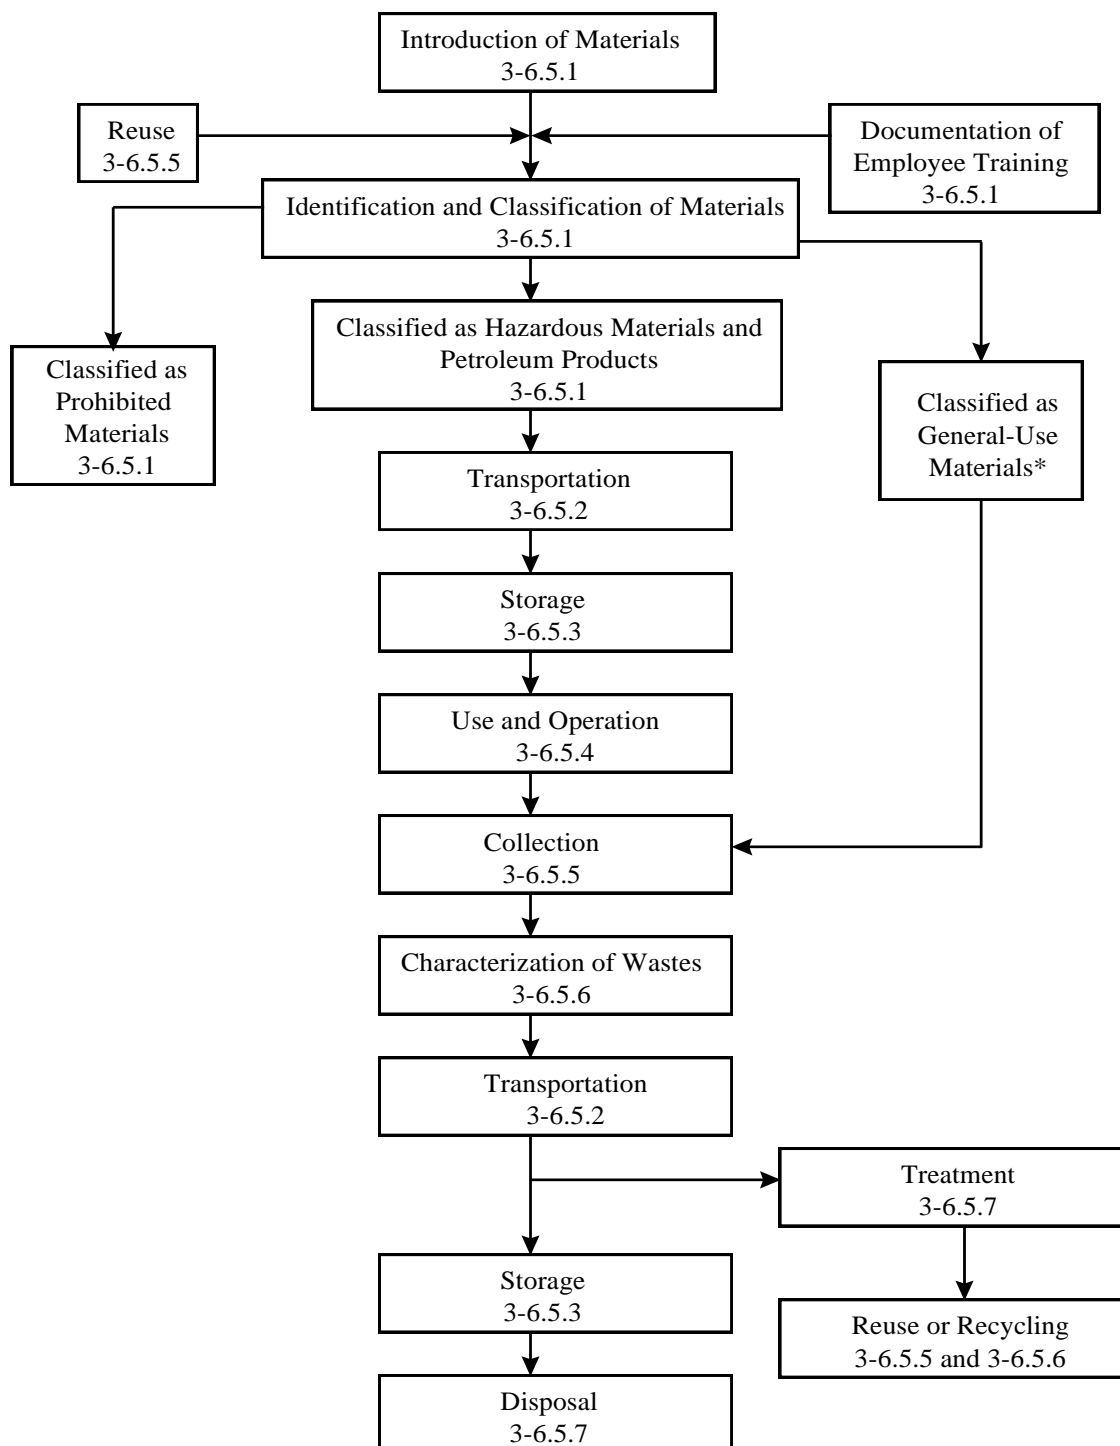 Introduction of Materials
3-6.5.1
Reuse
3-6.5.5
Documentation of
Employee Training
3-6.5.1
Identification and Classification of Materials
3-6.5.1
Classified as Hazardous Materials and
Petroleum Products
3-6.5.1
Classified as
Prohibited
Materials
3-6.5.1
Classified as
General-Use
Materials*
Transportation
3-6.5.2
Storage
3-6.5.3
Use and Operation
3-6.5.4
Collection
3-6.5.5
Characterization of Wastes
3-6.5.6
Transportation
3-6.5.2
Treatment
3-6.5.7
Storage
3-6.5.3
Reuse or Recycling
3-6.5.5 and 3-6.5.6
Disposal
3-6.5.7